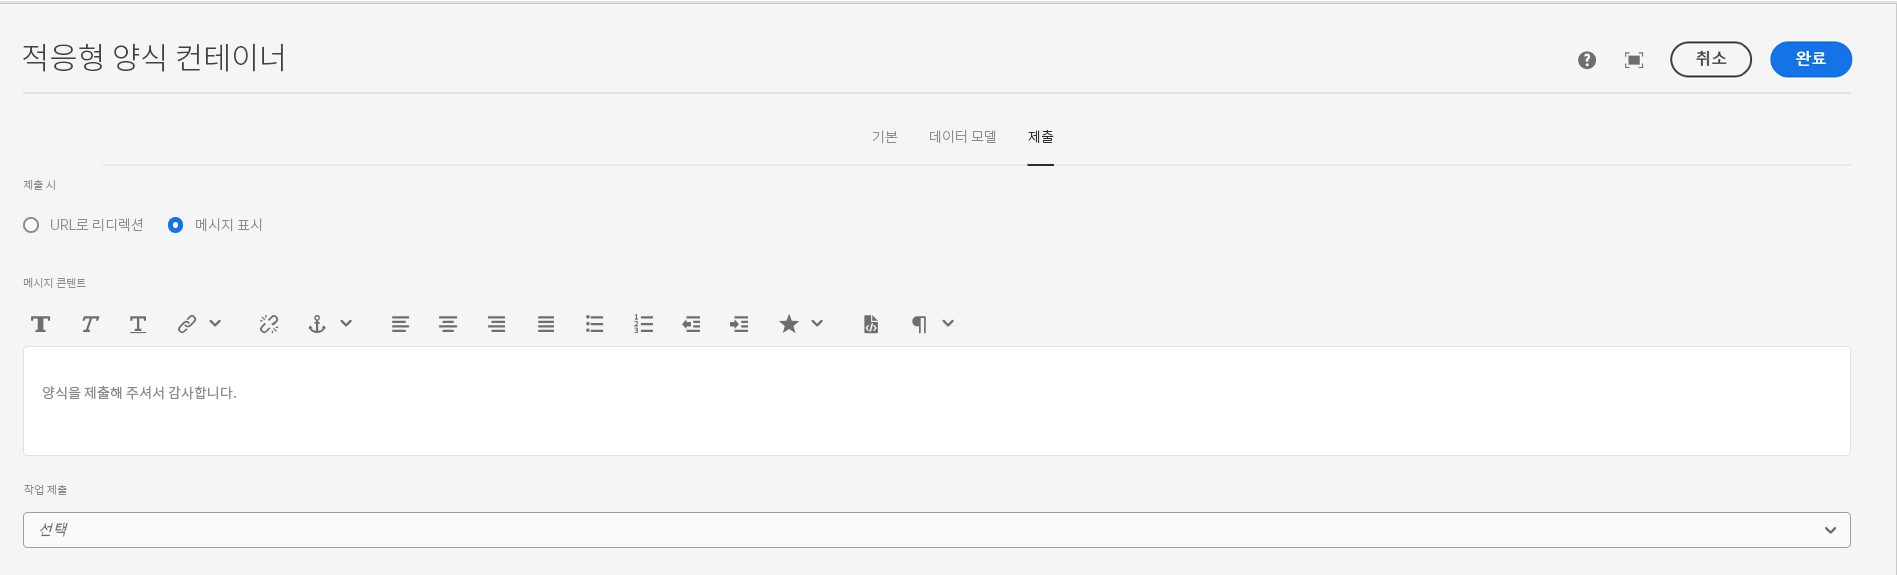 적응형 양식 컨테이너
취소
완료
기본
데이터 모델
제출
제출 시
URL로 리디렉션
메시지 표시
메시지 콘텐트
양식을 제출해 주셔서 감사합니다.
작업 제출
선택